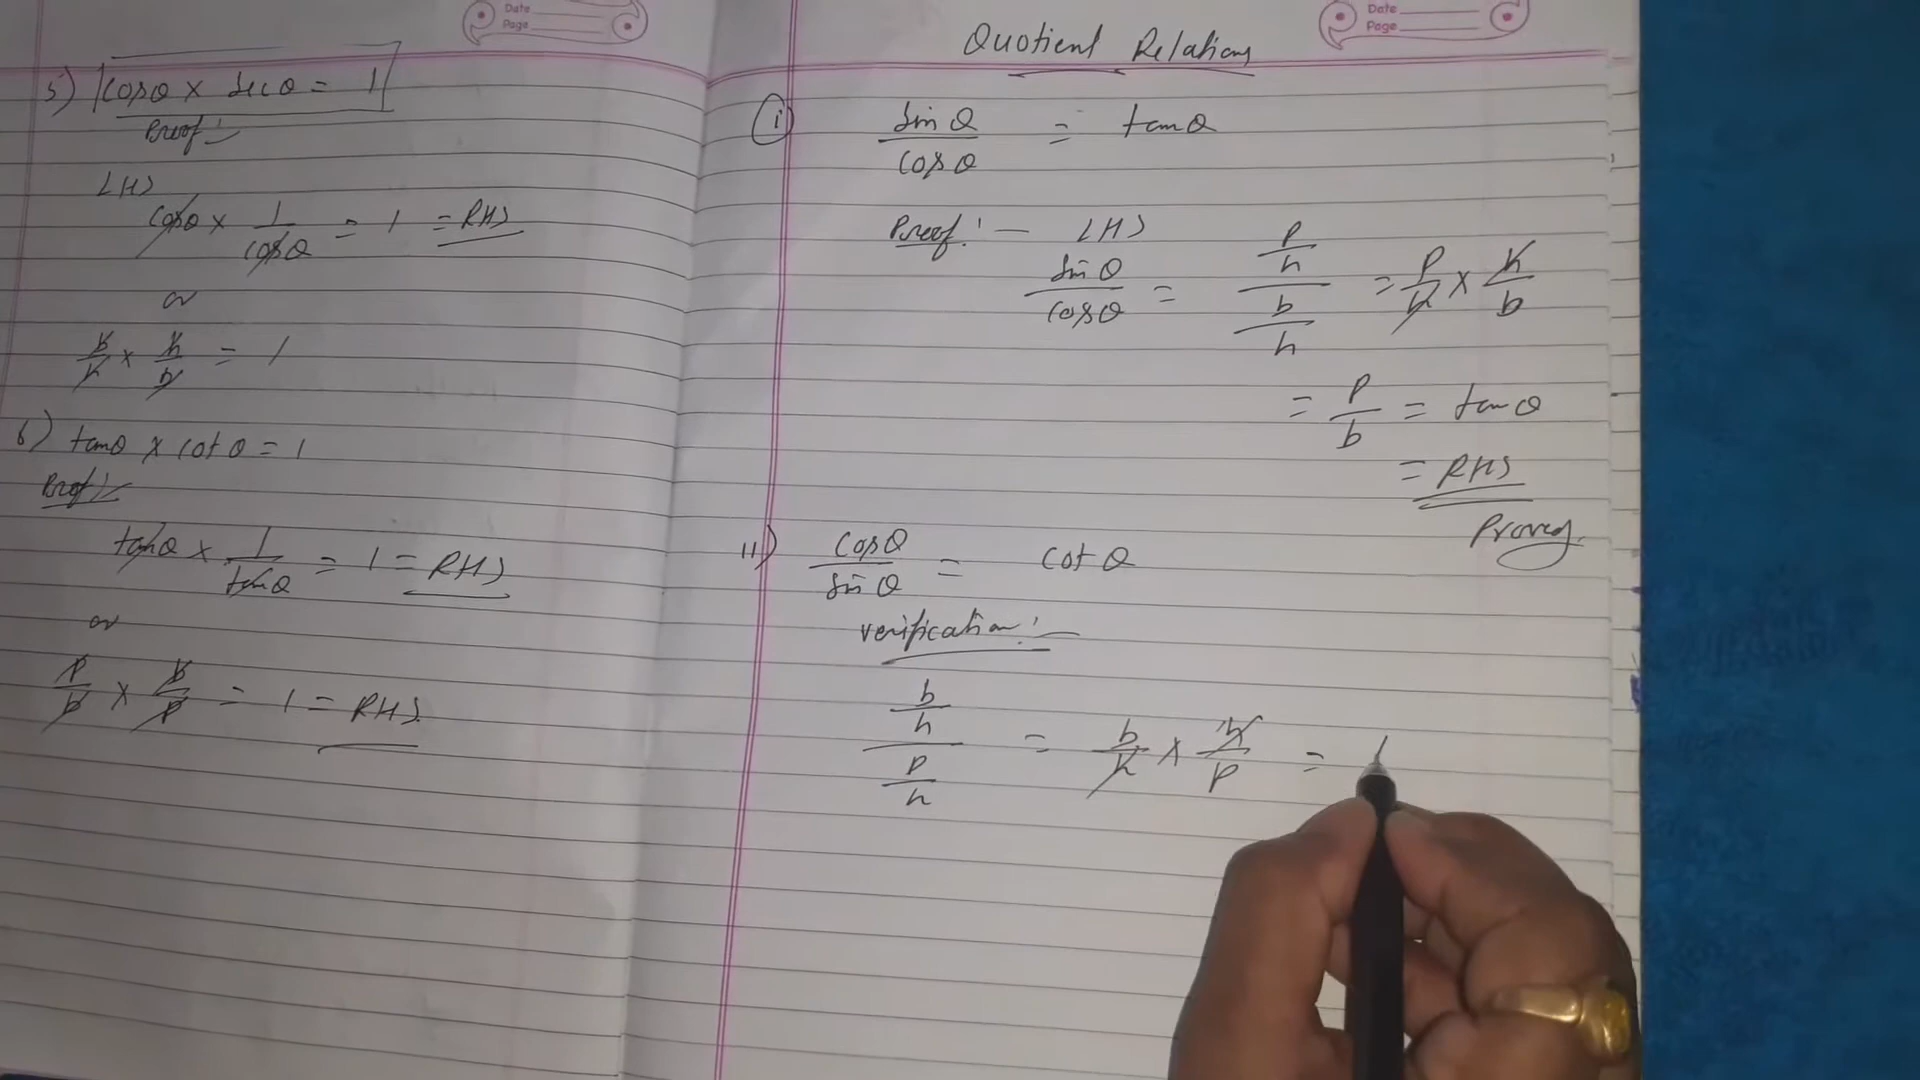 Date
Page
5) cosθ × secθ = 1
Proof:-
LHS
cosθ × 1/cosθ = 1 = RHS
or
b/h × h/b = 1
6) tanθ × cotθ = 1
Proof:-
tanθ × 1/tanθ = 1 = RHS
or
p/b × b/p = 1 = RHS.
Date
Page
Quotient Relations
(i) sinθ/cosθ = tanθ
Proof:- LHS
sinθ/cosθ = (p/h)/(b/h) = p/h × h/b
= p/b = tanθ
= RHS
Proved.
11) cosθ/sinθ = cotθ
verification:-
(b/h)/(p/h) = b/h × h/p =